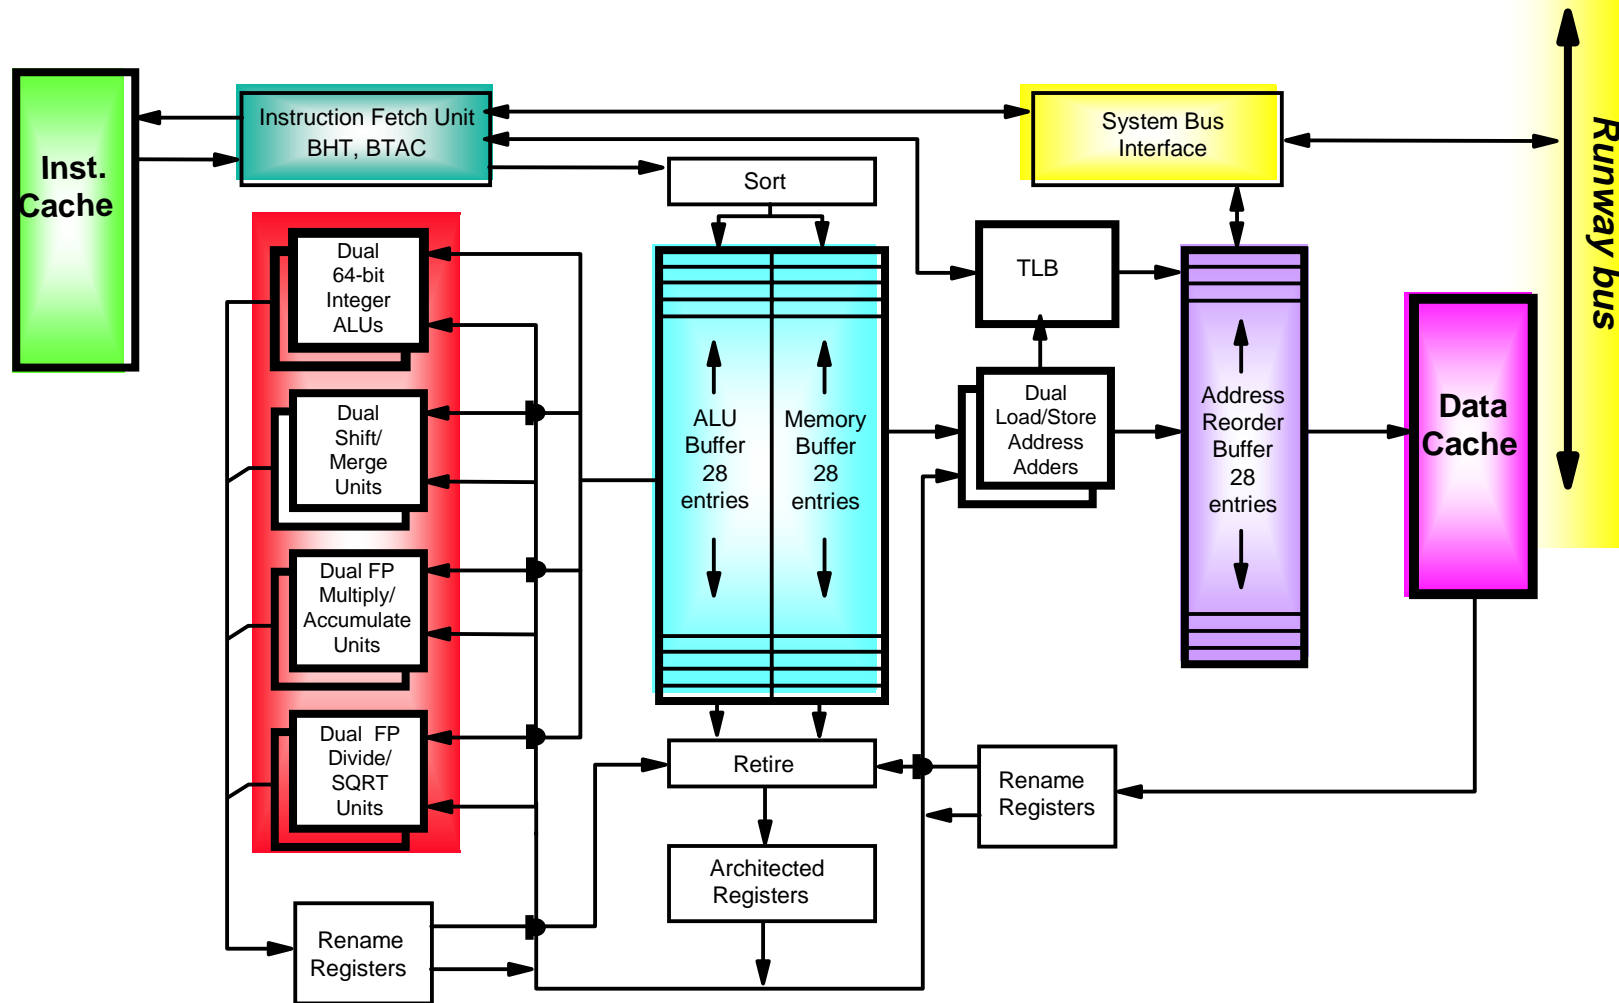 Inst.
Cache
Instruction Fetch Unit
BHT, BTAC
System Bus
Interface
Runway bus
Sort
Dual
64-bit
Integer
ALUs
TLB
Dual
Shift/
Merge
Units
ALU
Buffer
28
entries
Memory
Buffer
28
entries
Dual
Load/Store
Address
Adders
Address
Reorder
Buffer
28
entries
Data
Cache
Dual FP
Multiply/
Accumulate
Units
Dual FP
Divide/
SQRT
Units
Retire
Rename
Registers
Architected
Registers
Rename
Registers